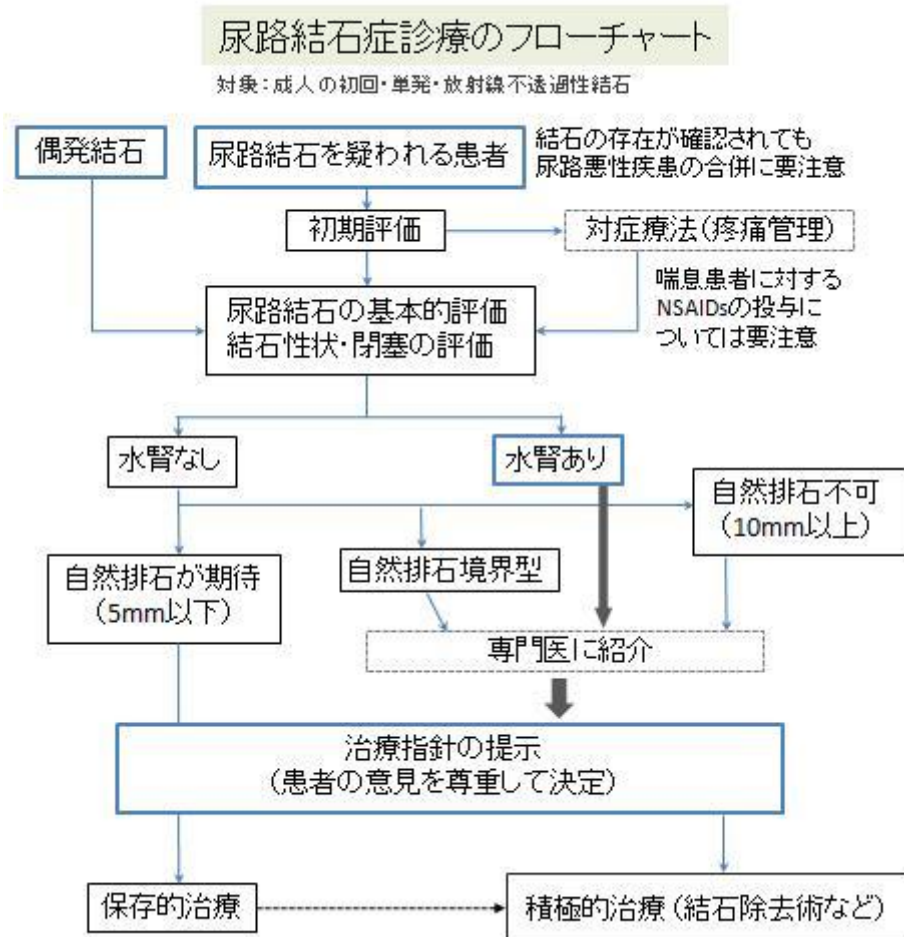 尿路結石症診療のフローチャート
対象：成人の初回・単発・放射線不透過性結石
偶発結石
尿路結石を疑われる患者
結石の存在が確認されても
尿路悪性疾患の合併に要注意
初期評価
対症療法（疼痛管理）
喘息患者に対する
NSAIDsの投与に
ついては要注意
尿路結石の基本的評価
結石性状・閉塞の評価
水腎なし
水腎あり
自然排石不可
（10mm以上）
自然排石が期待
（5mm以下）
自然排石境界型
専門医に紹介
治療指針の提示
（患者の意見を尊重して決定）
保存的治療
積極的治療（結石除去術など）